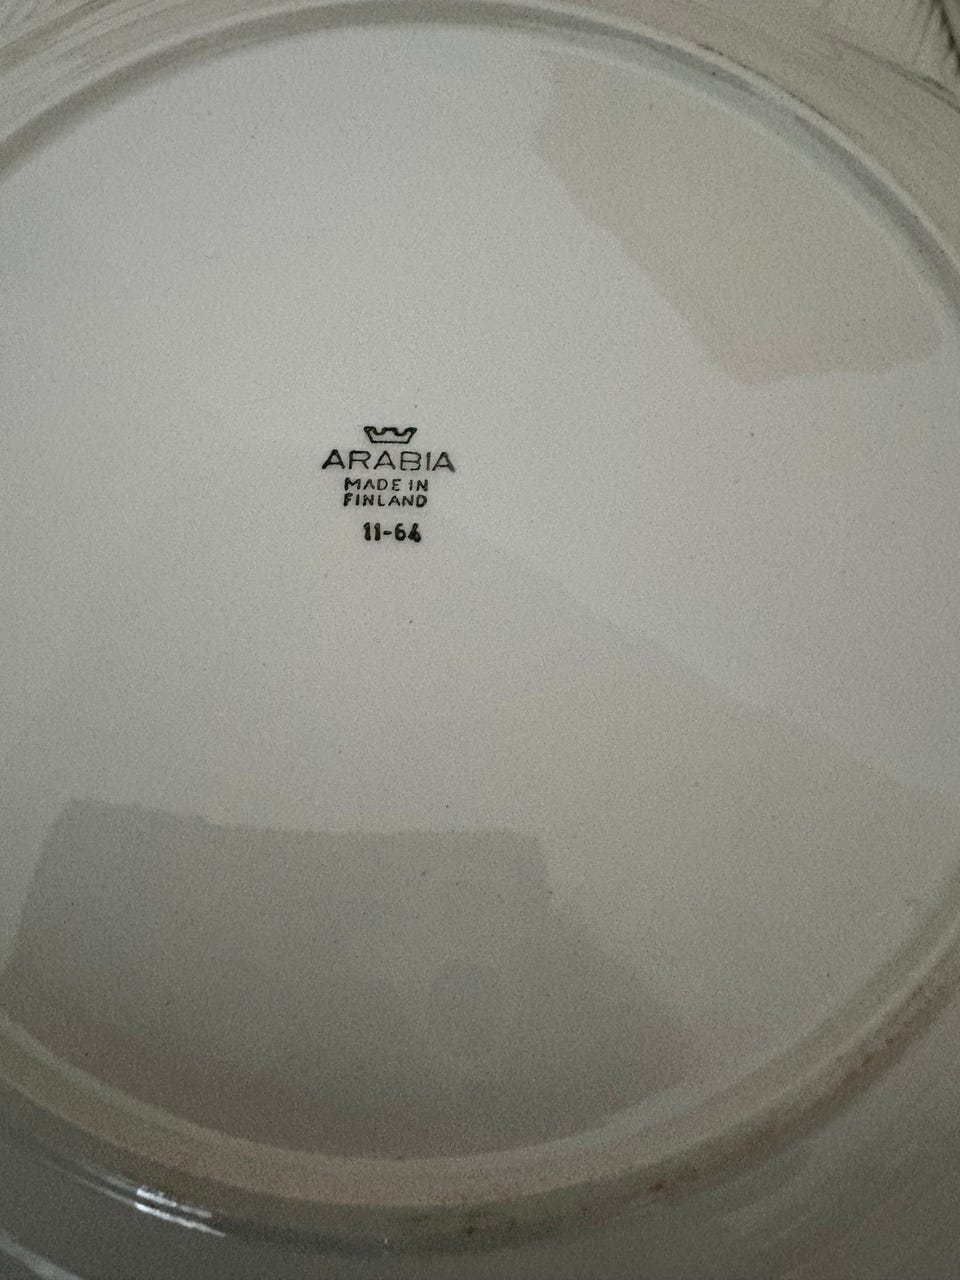 ARABIA
MADE IN
FINLAND
11-64